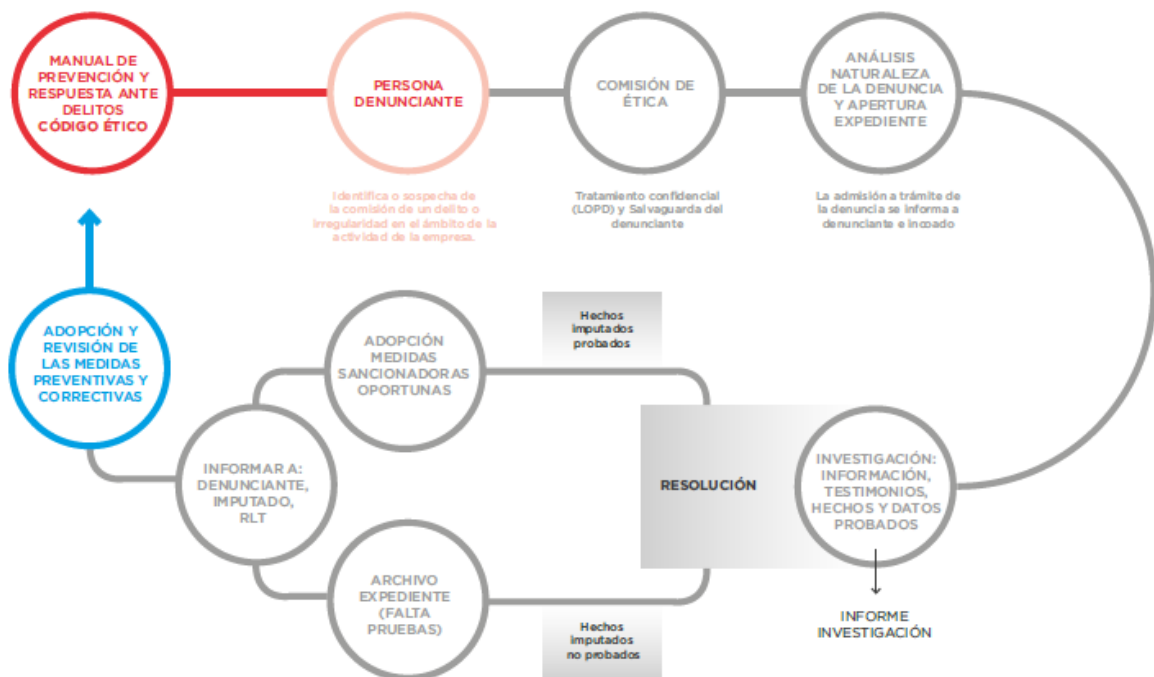 MANUAL DE
PREVENCIÓN Y
RESPUESTA ANTE
DELITOS
CÓDIGO ÉTICO
PERSONA
DENUNCIANTE
COMISIÓN DE
ÉTICA
ANÁLISIS
NATURALEZA
DE LA DENUNCIA
Y APERTURA
EXPEDIENTE
Identifica o sospecha de
la comisión de un delito o
irregularidad en el ámbito de la
actividad de la empresa.
Tratamiento confidencial
(LOPD) y Salvaguarda del
denunciante
La admisión a trámite de
la denuncia se informa a
denunciante e incoado
ADOPCIÓN Y
REVISIÓN DE
LAS MEDIDAS
PREVENTIVAS Y
CORRECTIVAS
ADOPCIÓN
MEDIDAS
SANCIONADORAS
OPORTUNAS
Hechos
imputados
probados
INFORMAR A:
DENUNCIANTE,
IMPUTADO,
RLT
RESOLUCIÓN
INVESTIGACIÓN:
INFORMACIÓN,
TESTIMONIOS,
HECHOS Y DATOS
PROBADOS
ARCHIVO
EXPEDIENTE
(FALTA
PRUEBAS)
Hechos
imputados
no probados
INFORME
INVESTIGACIÓN